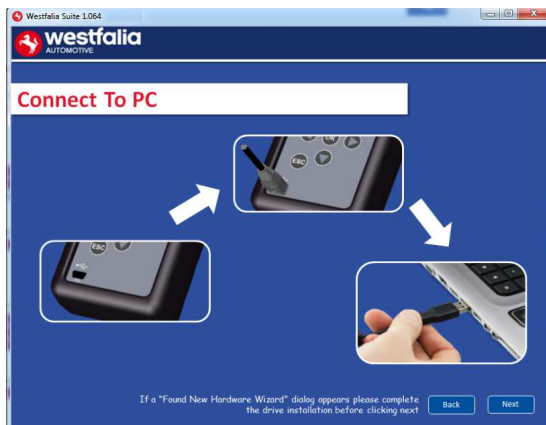 Westfalia Suite 1.064
westfalia
AUTOMOTIVE
Connect To PC
OK
ESC
ESC
If a "Found New Hardware Wizard" dialog appears please complete
the drive installation before clicking next
Back
Next